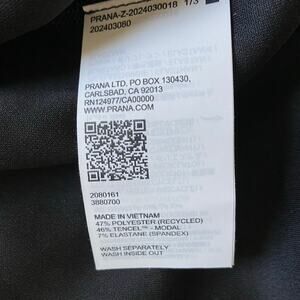 PRANA-Z-2024030018 1/3
202403080
PRANA LTD, PO BOX 130430,
CARLSBAD, CA 92013
RN124977/CA00000
WWW.PRANA.COM
2080161
3880700
MADE IN VIETNAM
47% POLYESTER (RECYCLED)
46% TENCEL™ - MODAL
7% ELASTANE (SPANDEX)
WASH SEPARATELY
WASH INSIDE OUT